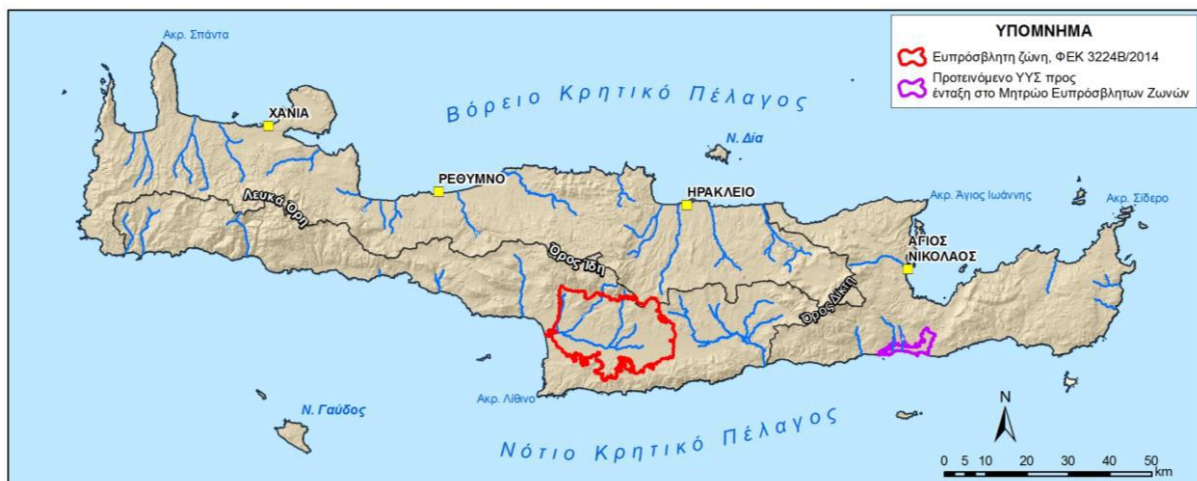 ΥΠΟΜΝΗΜΑ
Ευπρόσβλητη ζώνη, ΦΕΚ 3224Β/2014
Προτεινόμενο ΥΥΣ προς
ένταξη στο Μητρώο Ευπρόσβλητων Ζωνών
Ακρ. Σπάντα
ΧΑΝΙΑ
Βόρειο Κρητικό Πέλαγος
Ν. Δία
ΡΕΘΥΜΝΟ
ΗΡΑΚΛΕΙΟ
Ακρ. Άγιος Ιωάννης
Ακρ. Σίδερο
Λευκά Όρη
Όρος Ίδη
ΑΓΙΟΣ
ΝΙΚΟΛΑΟΣ
Όρος Δίκτη
Ακρ. Λίθινο
Ν. Γαύδος
Νότιο Κρητικό Πέλαγος
N
0 5 10 20 30 40 50
km